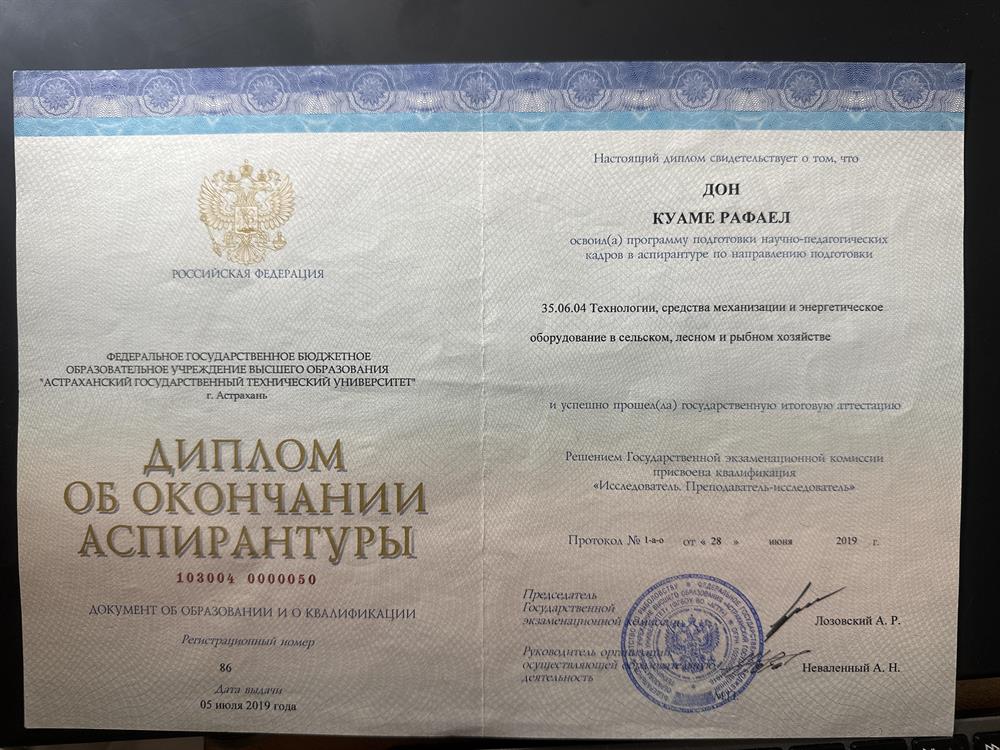 РОССИЙСКАЯ ФЕДЕРАЦИЯ
ФЕДЕРАЛЬНОЕ ГОСУДАРСТВЕННОЕ БЮДЖЕТНОЕ
ОБРАЗОВАТЕЛЬНОЕ УЧРЕЖДЕНИЕ ВЫСШЕГО ОБРАЗОВАНИЯ
"АСТРАХАНСКИЙ ГОСУДАРСТВЕННЫЙ ТЕХНИЧЕСКИЙ УНИВЕРСИТЕТ"
г. Астрахань
ДИПЛОМ
ОБ ОКОНЧАНИИ
АСПИРАНТУРЫ
103004 0000050
ДОКУМЕНТ ОБ ОБРАЗОВАНИИ И О КВАЛИФИКАЦИИ
Регистрационный номер
86
Дата выдачи
05 июля 2019 года
Настоящий диплом свидетельствует о том, что
ДОН
КУАМЕ РАФАЕЛ
освоил(а) программу подготовки научно-педагогических
кадров в аспирантуре по направлению подготовки
35.06.04 Технологии, средства механизации и энергетическое
оборудование в сельском, лесном и рыбном хозяйстве
и успешно прошел(ла) государственную итоговую аттестацию
Решением Государственной экзаменационной комиссии
присвоена квалификация
«Исследователь. Преподаватель-исследователь»
Протокол № 1-а-о от « 28 » июня 2019 г.
Председатель
Государственной
экзаменационной комиссии
Лозовский А. Р.
Руководитель организации,
осуществляющей образовательную
деятельность
Неваленный А. Н.
М.П.